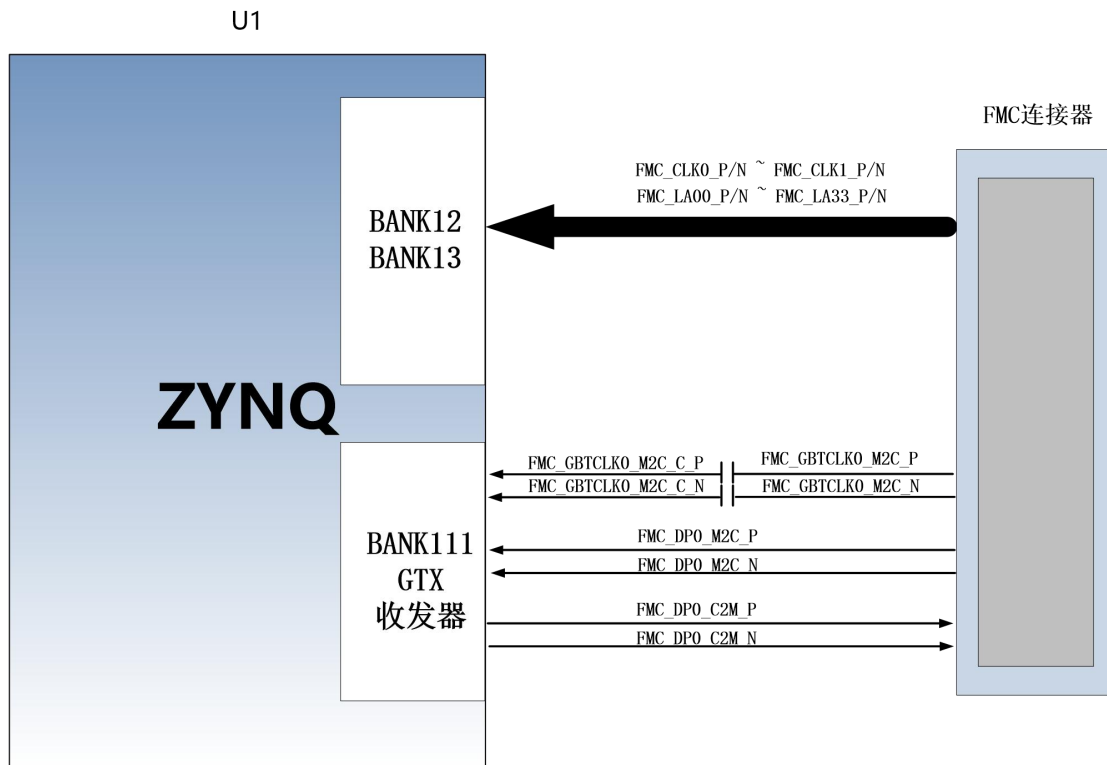 U1
FMC连接器
FMC_CLK0_P/N ~ FMC_CLK1_P/N
FMC_LA00_P/N ~ FMC_LA33_P/N
BANK12
BANK13
ZYNQ
FMC_GBTCLK0_M2C_C_P
FMC_GBTCLK0_M2C_P
FMC_GBTCLK0_M2C_C_N
FMC_GBTCLK0_M2C_N
BANK111
GTX
收发器
FMC_DP0_M2C_P
FMC_DP0_M2C_N
FMC_DP0_C2M_P
FMC_DP0_C2M_N